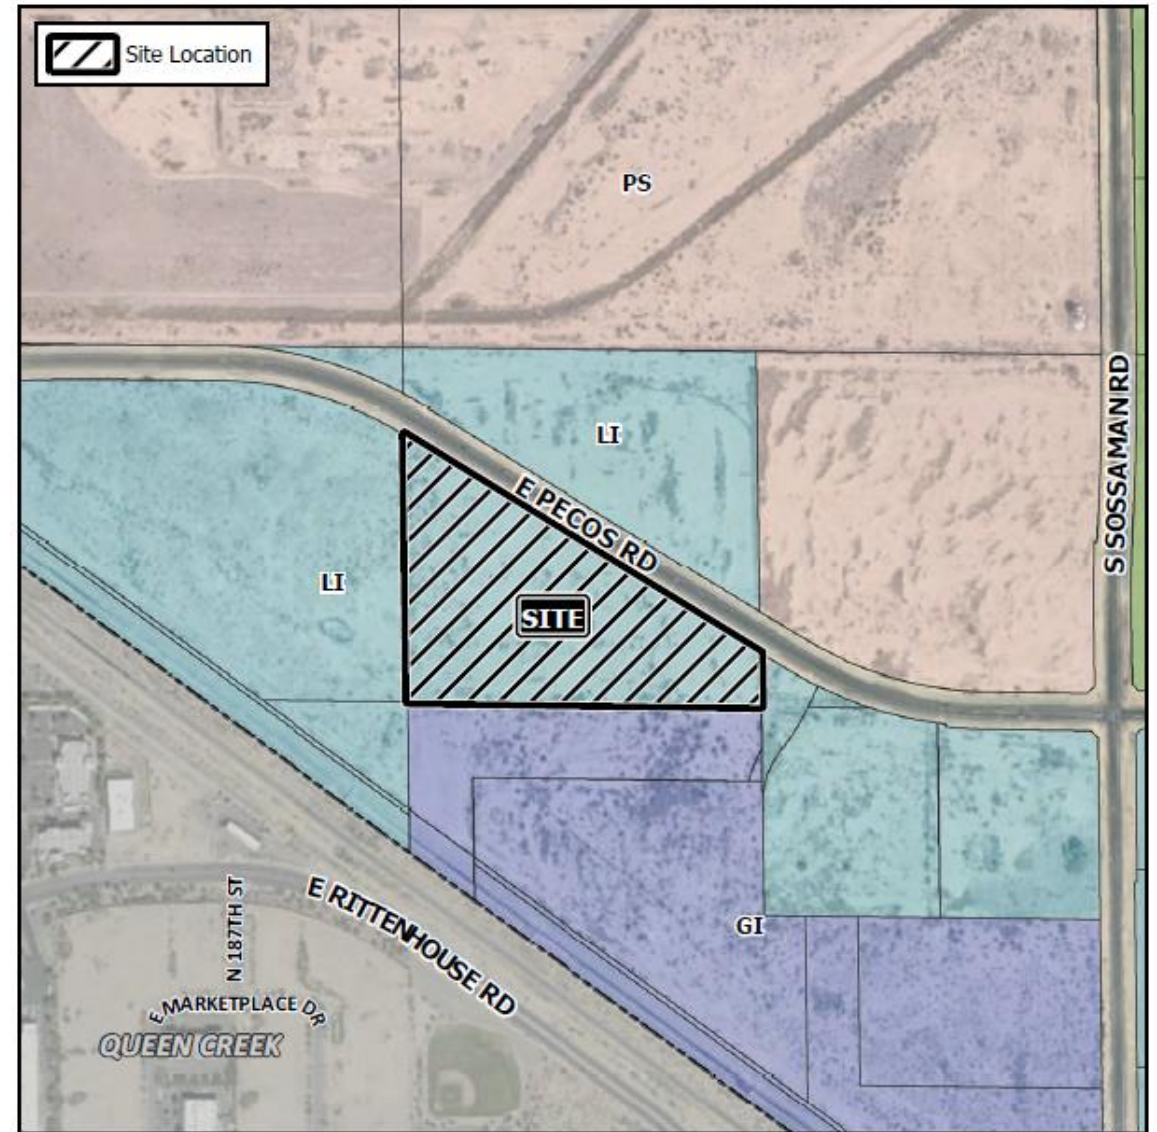 Site Location
PS
S SOSSAMAN RD
LI
E PECOS RD
LI
SITE
E RITTENHOUSE RD
N 187TH ST
GI
E MARKETPLACE DR
QUEEN CREEK